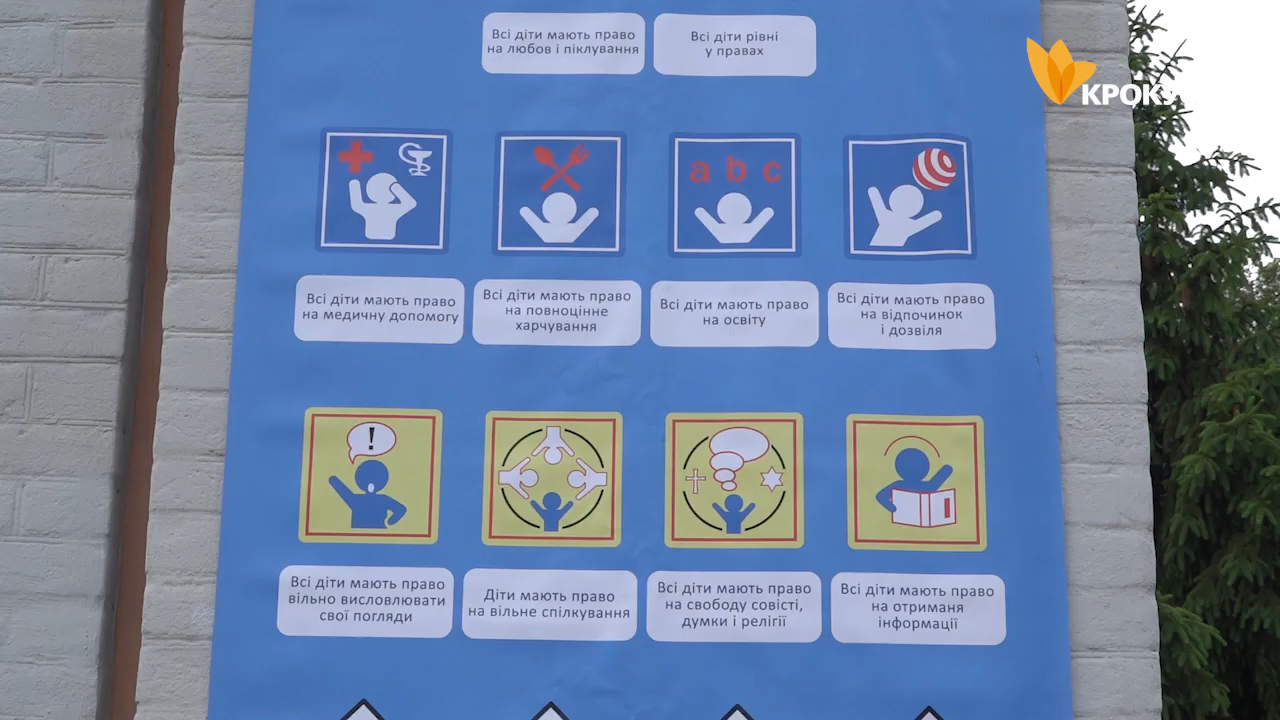 Всі діти мають право
на любов і піклування
Всі діти рівні
у правах
КРОКУ
a b c
Всі діти мають право
на медичну допомогу
Всі діти мають право
на повноцінне
харчування
Всі діти мають право
на освіту
Всі діти мають право
на відпочинок
і дозвіля
!
Всі діти мають право
вільно висловлювати
свої погляди
Діти мають право
на вільне спілкування
Всі діти мають право
на свободу совісті,
думки і релігії
Всі діти мають право
на отриманя
інформації